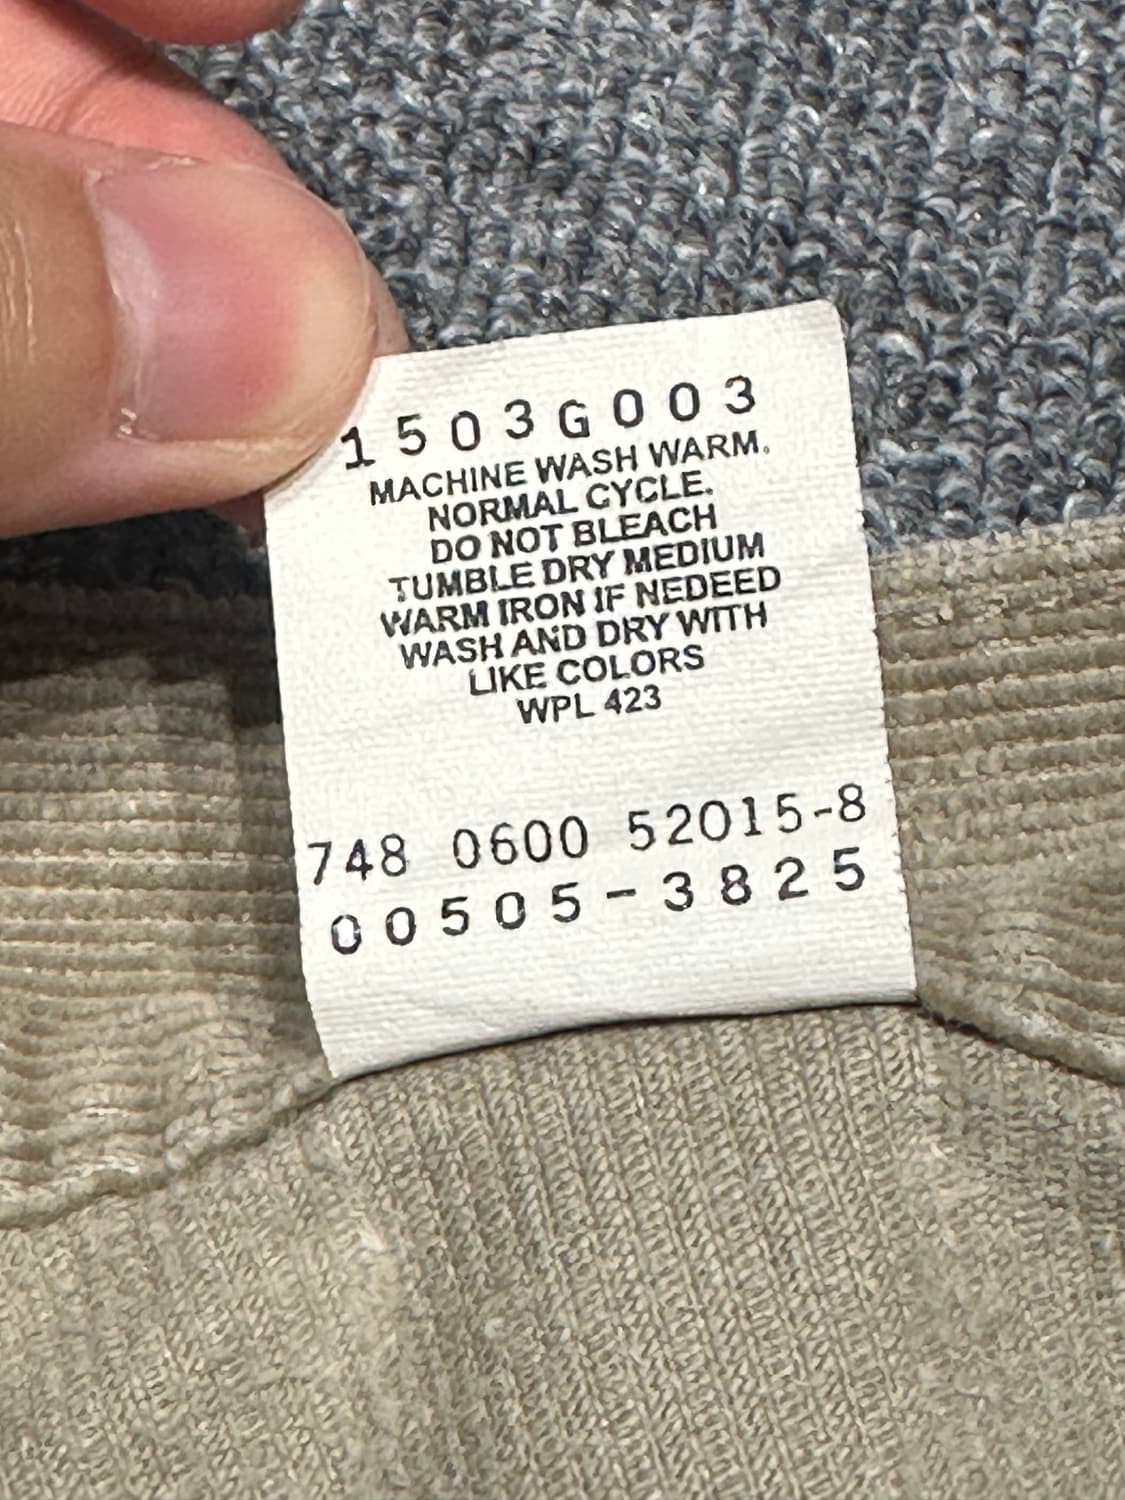 1503G003
MACHINE WASH WARM.
NORMAL CYCLE.
DO NOT BLEACH
TUMBLE DRY MEDIUM
WARM IRON IF NEDEED
WASH AND DRY WITH
LIKE COLORS
WPL 423
748 0600 52015-8
00505-3825